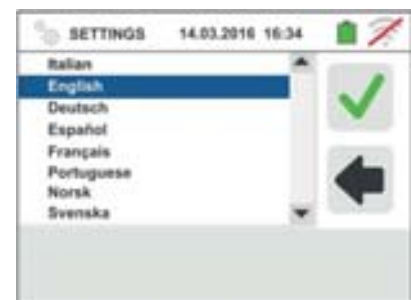 SETTINGS 14.03.2016 16:34
Italian
English
Deutsch
Español
Français
Portuguese
Norsk
Svenska